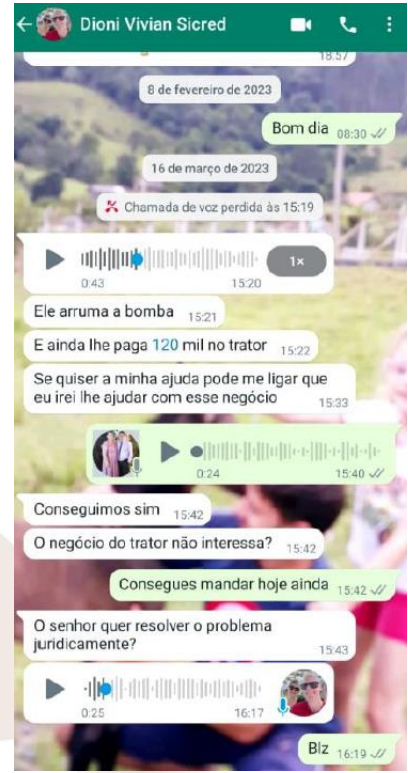 Dioni Vivian Sicred
18:57
8 de fevereiro de 2023
Bom dia 08:30
16 de março de 2023
Chamada de voz perdida às 15:19
1×
0:43 15:20
Ele arruma a bomba 15:21
E ainda lhe paga 120 mil no trator 15:22
Se quiser a minha ajuda pode me ligar que
eu irei lhe ajudar com esse negócio 15:33
0:24 15:40
Conseguimos sim 15:42
O negócio do trator não interessa? 15:42
Consegues mandar hoje ainda 15:42
O senhor quer resolver o problema
juridicamente? 15:43
0:25 16:17
Blz 16:19